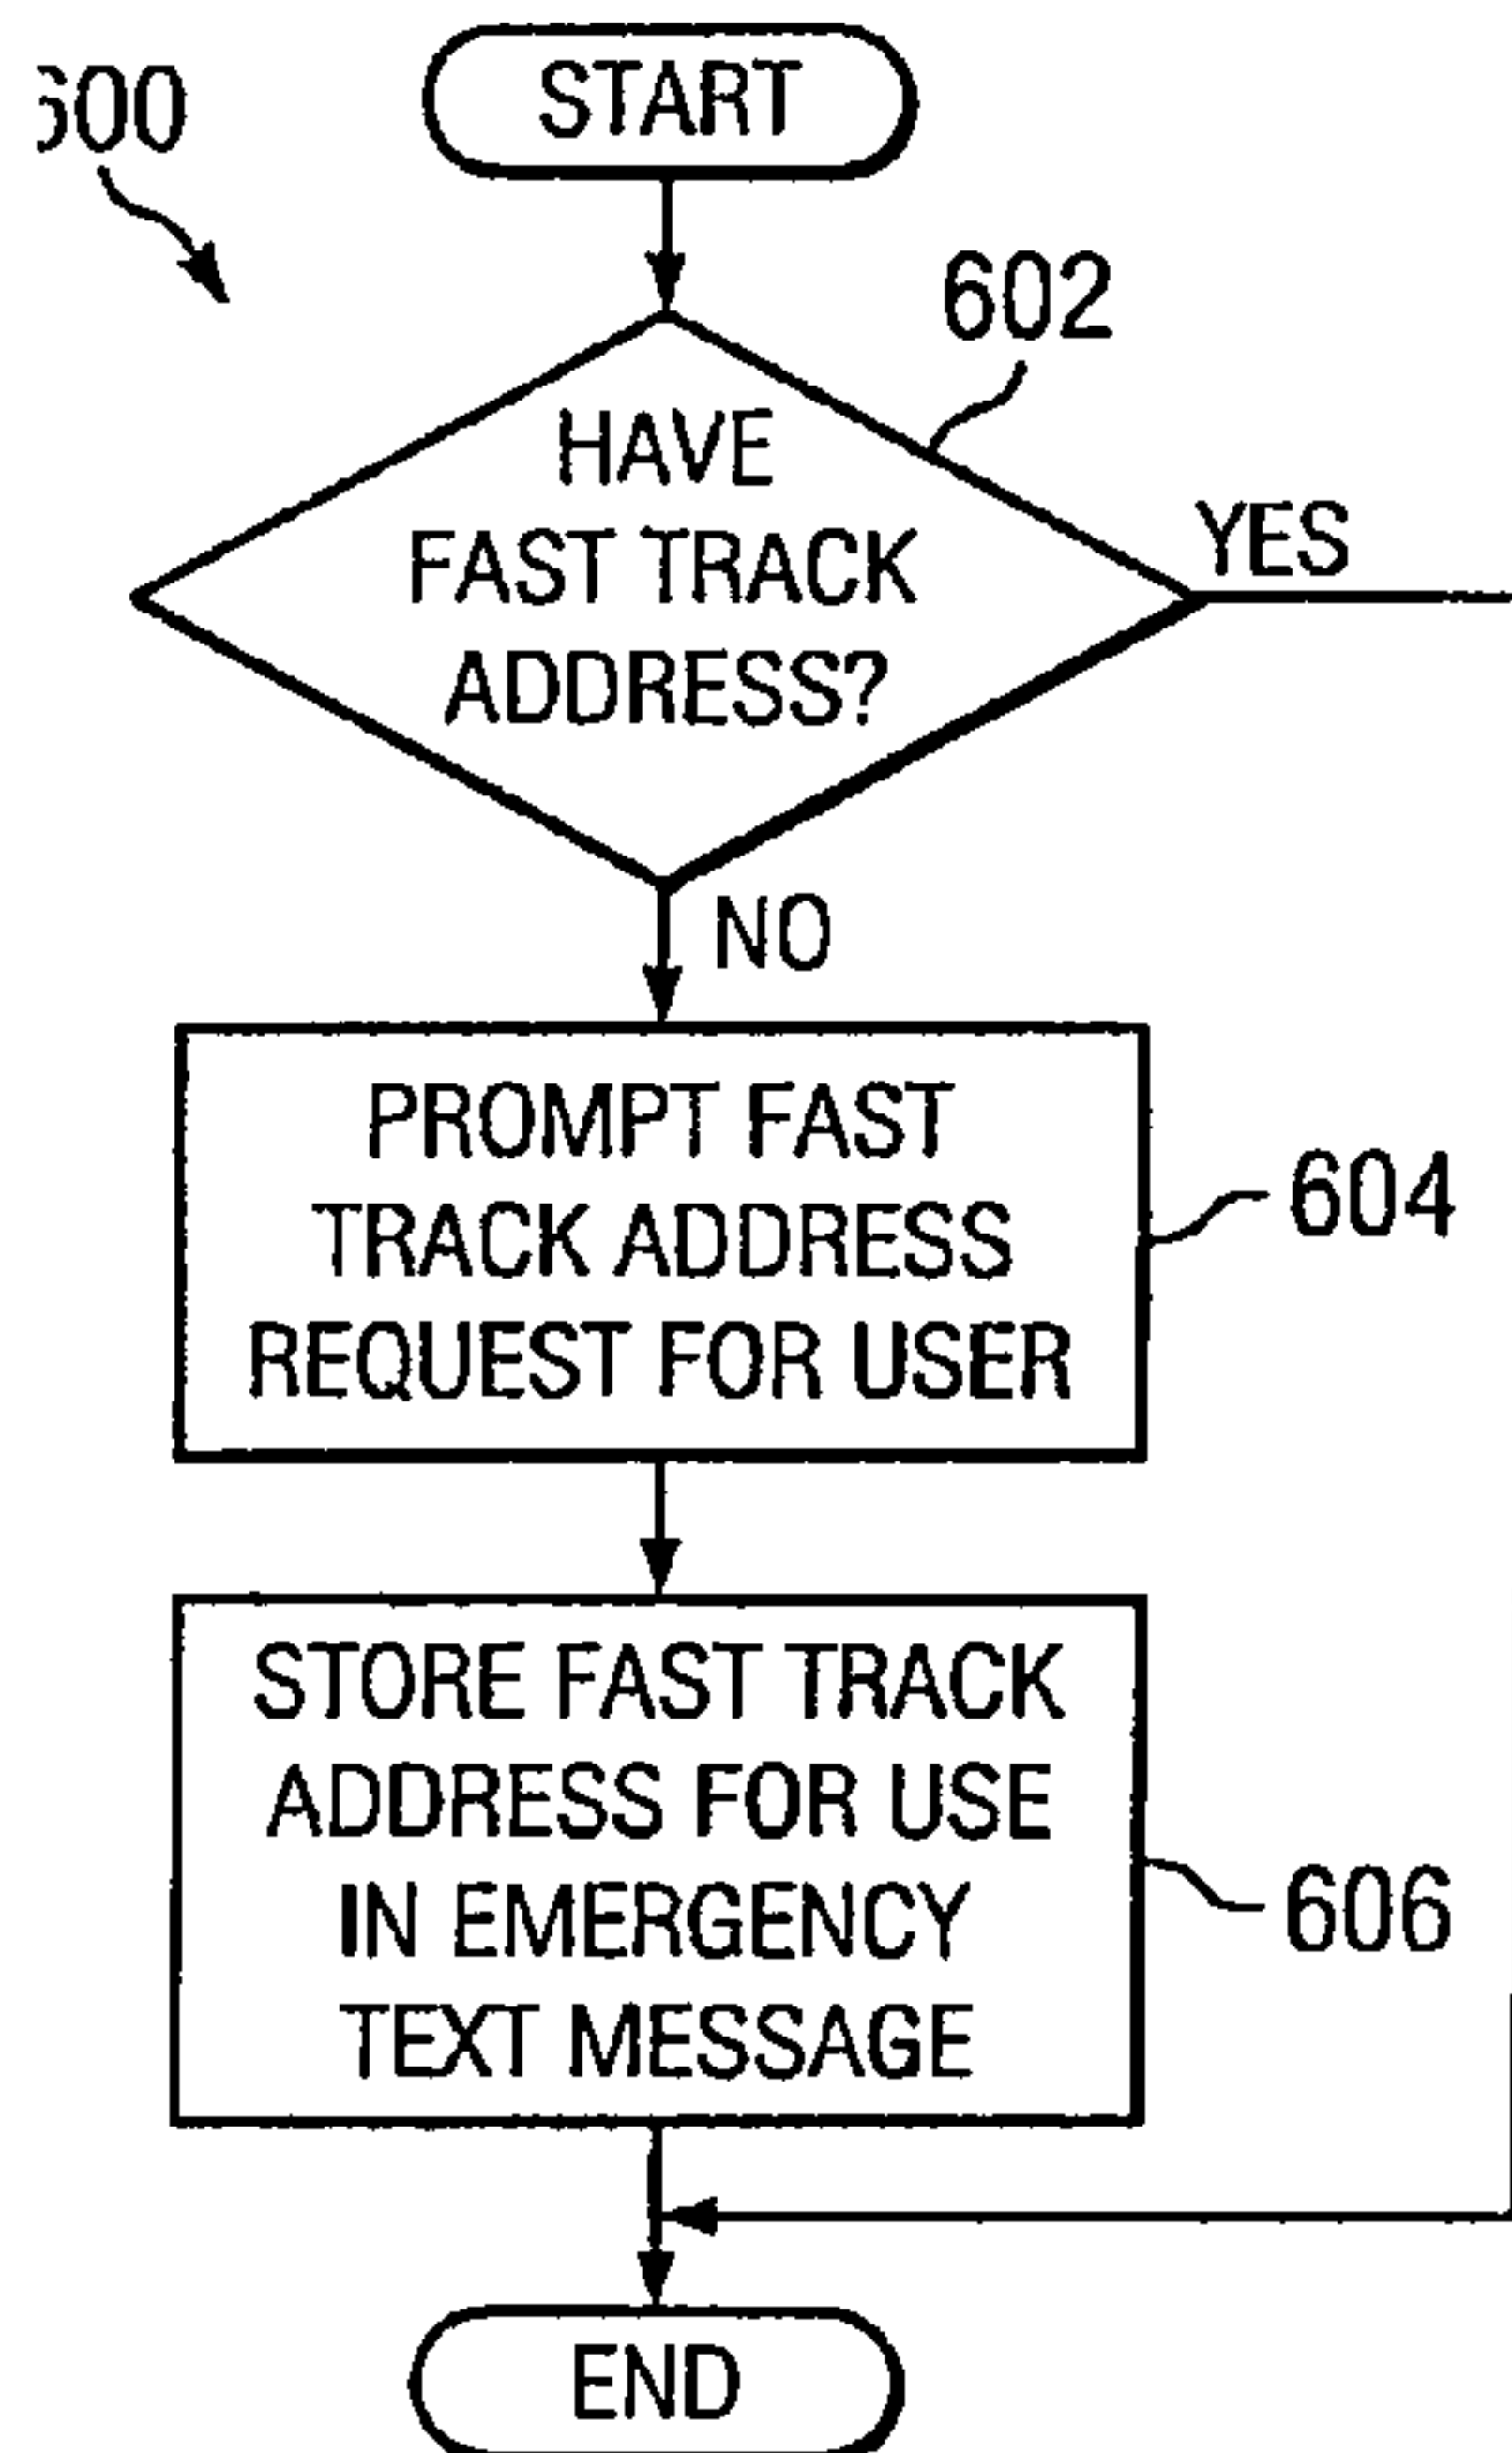 600
START
602
HAVE
FAST TRACK
ADDRESS?
YES
NO
PROMPT FAST
TRACK ADDRESS
REQUEST FOR USER
604
STORE FAST TRACK
ADDRESS FOR USE
IN EMERGENCY
TEXT MESSAGE
606
END